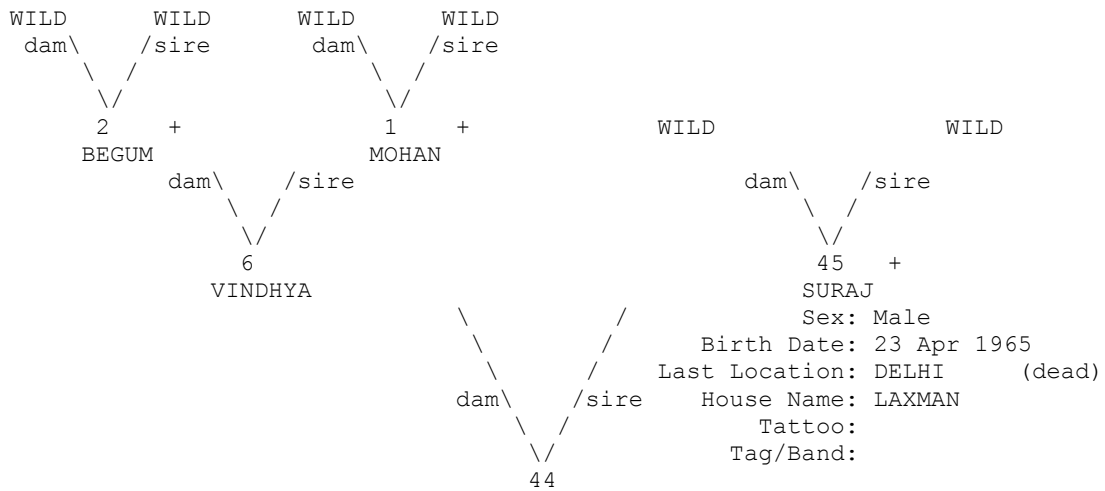 WILD WILD WILD WILD
dam\ /sire dam\ /sire
\ / \ /
\/ \/
2 + 1 + WILD WILD
BEGUM MOHAN
dam\ /sire dam\ /sire
\ / \ /
\/ \/
6 45 +
VINDHYA SURAJ
\ / Sex: Male
\ / Birth Date: 23 Apr 1965
\ / Last Location: DELHI (dead)
dam\ /sire House Name: LAXMAN
\ / Tattoo:
\/ Tag/Band:
44